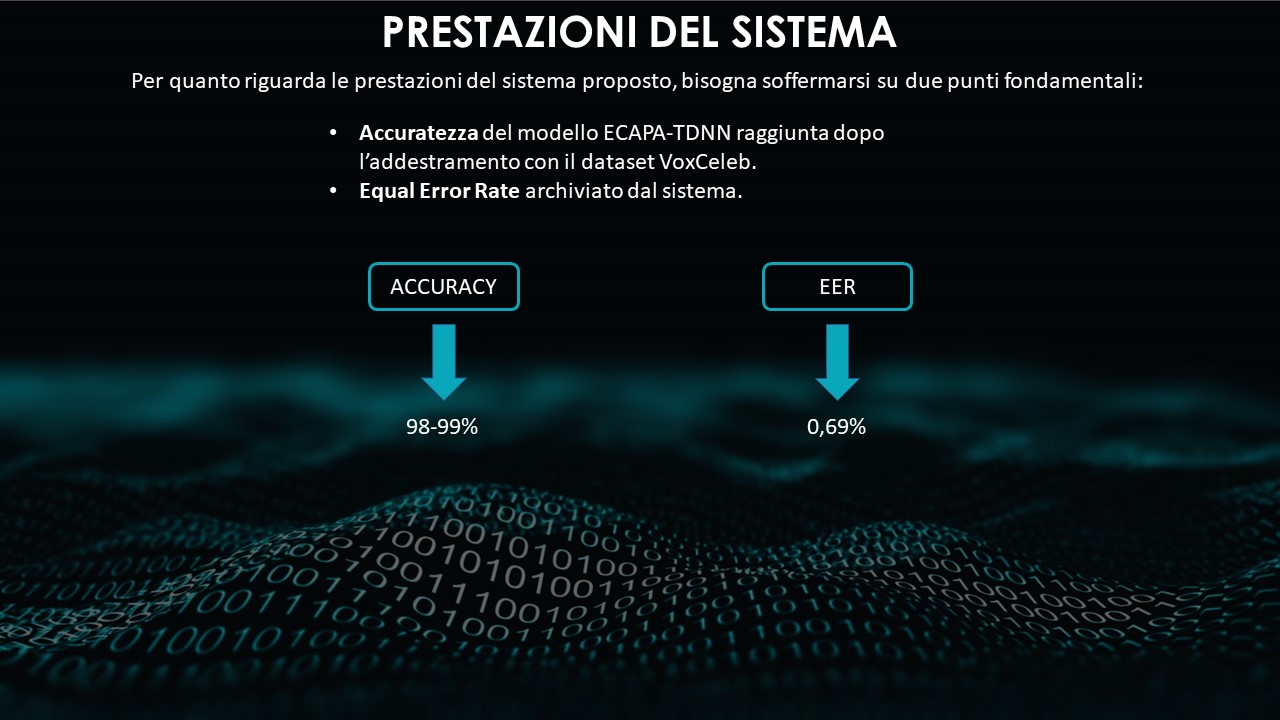 PRESTAZIONI DEL SISTEMA
Per quanto riguarda le prestazioni del sistema proposto, bisogna soffermarsi su due punti fondamentali:
• Accuratezza del modello ECAPA-TDNN raggiunta dopo
l’addestramento con il dataset VoxCeleb.
• Equal Error Rate archiviato dal sistema.
ACCURACY EER
98-99% 0,69%